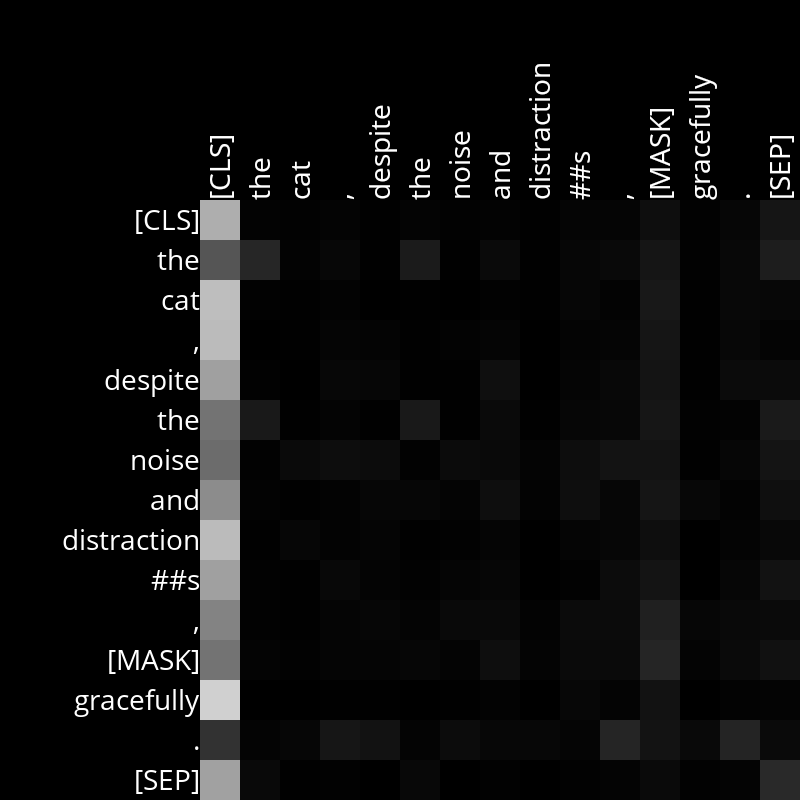 [CLS] the cat , despite the noise and distraction ##s , [MASK] gracefully . [SEP]
[CLS]
the
cat
,
despite
the
noise
and
distraction
##s
,
[MASK]
gracefully
.
[SEP]